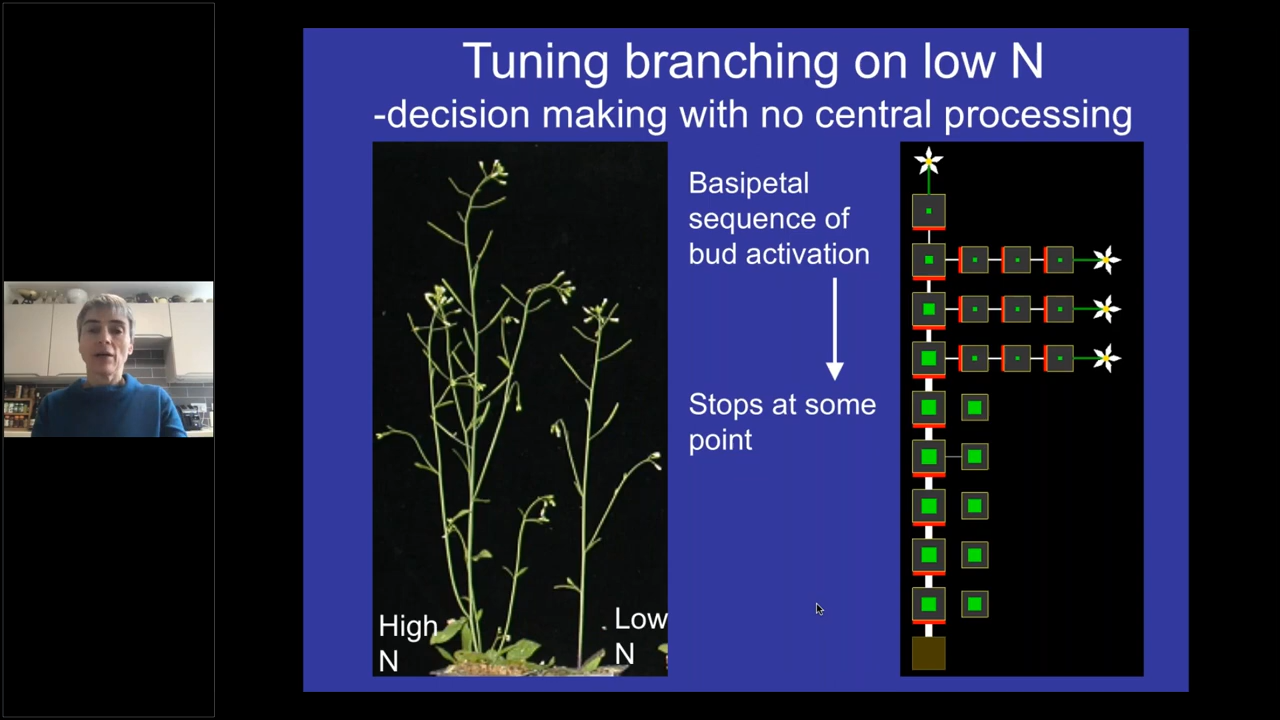 Tuning branching on low N
-decision making with no central processing
Basipetal
sequence of
bud activation
Stops at some
point
High
N
Low
N